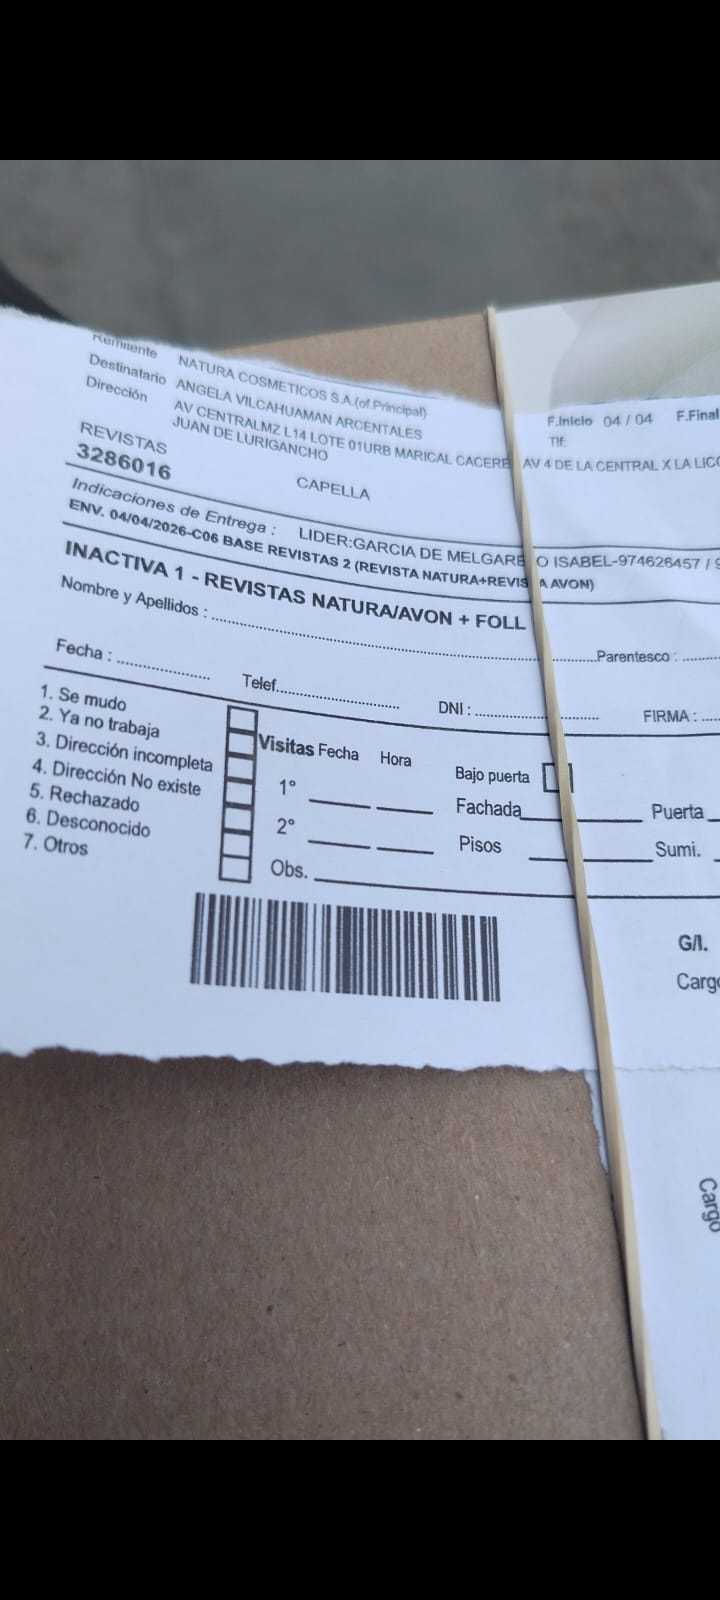 Remitente NATURA COSMETICOS S.A.(of.Principal)
Destinatario ANGELA VILCAHUAMAN ARCENTALES
F.Inicio 04 / 04 F.Final
Dirección AV CENTRALMZ L14 LOTE 01URB MARICAL CACERE AV 4 DE LA CENTRAL X LA LICO
Tlf:
JUAN DE LURIGANCHO
REVISTAS
3286016
CAPELLA
Indicaciones de Entrega : LIDER:GARCIA DE MELGARE O ISABEL-974626457 / 9
ENV. 04/04/2026-C06 BASE REVISTAS 2 (REVISTA NATURA+REVIS A AVON)
INACTIVA 1 - REVISTAS NATURA/AVON + FOLL
Nombre y Apellidos : Parentesco :
Fecha : Telef. DNI : FIRMA :
1. Se mudo
2. Ya no trabaja
3. Dirección incompleta
4. Dirección No existe
5. Rechazado
6. Desconocido
7. Otros
Visitas Fecha Hora Bajo puerta
1° Fachada Puerta
2° Pisos Sumi.
Obs.
G/I.
Cargo
Cargo